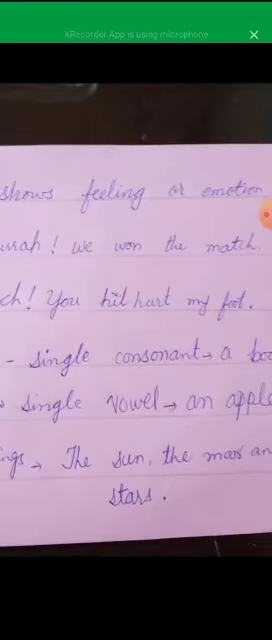 XRecorder App is using microphone
shows feeling or emotion
urrah! we won the match.
ch! You hit hurt my foot.
- single consonant → a boo
single vowel → an apple
ings → The sun, the moon an
stars.